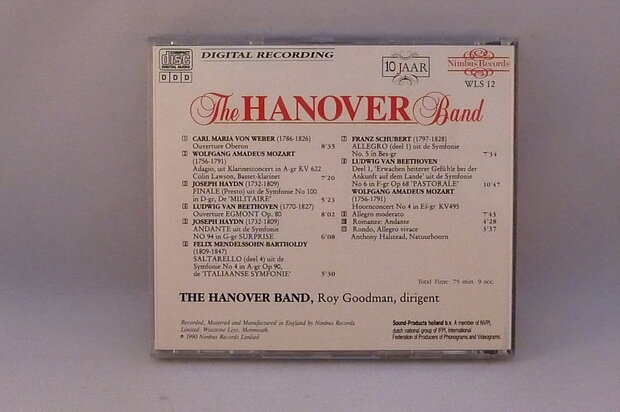 COMPACT
disc
DIGITAL AUDIO
D D D
DIGITAL RECORDING
10 JAAR
Nimbus Records
WLS 12
The HANOVER Band
1 CARL MARIA VON WEBER (1786-1826)
Ouverture Oberon 8'35
2 WOLFGANG AMADEUS MOZART
(1756-1791)
Adagio, uit Klarinetconcert in A-gr KV 622
Colin Lawson, Basset-klarinet 7'20
3 JOSEPH HAYDN (1732-1809)
FINALE (Presto) uit de Symfonie No 100
in D-gr, De 'MILITAIRE' 5'23
4 LUDWIG VAN BEETHOVEN (1770-1827)
Ouverture EGMONT Op. 80 8'02
5 JOSEPH HAYDN (1732-1809)
ANDANTE uit de Symfonie
NO 94 in G-gr SURPRISE 6'08
6 FELIX MENDELSSOHN-BARTHOLDY
(1809-1847)
SALTARELLO (deel 4) uit de
Symfonie No 4 in A-gr Op 90,
de 'ITALIAANSE SYMFONIE' 5'30
7 FRANZ SCHUBERT (1797-1828)
ALLEGRO (deel 1) uit de Symfonie
No. 5 in Bes-gr 7'34
8 LUDWIG VAN BEETHOVEN
Deel 1, 'Erwachen heiterer Gefühle bei der
Ankunft auf dem Lande' uit de Symfonie
No 6 in F-gr Op 68 'PASTORALE' 10'47
WOLFGANG AMADEUS MOZART
(1756-1791)
Hoornconcert No 4 in Es-gr KV495
9 Allegro moderato 7'43
10 Romanze: Andante 4'28
11 Rondo, Allegro vivace 3'37
Anthony Halstead, Natuurhoorn
Total Time 75 min. 9 sec.
THE HANOVER BAND, Roy Goodman, dirigent
Recorded, Mastered and Manufactured in England by Nimbus Records
Limited, Wyastone Leys, Monmouth
℗ 1990 Nimbus Records Limited
Sound-Products holland b.v. A member of NVPI,
dutch national group of IFPI, International
Federation of Producers of Phonograms and Videograms.